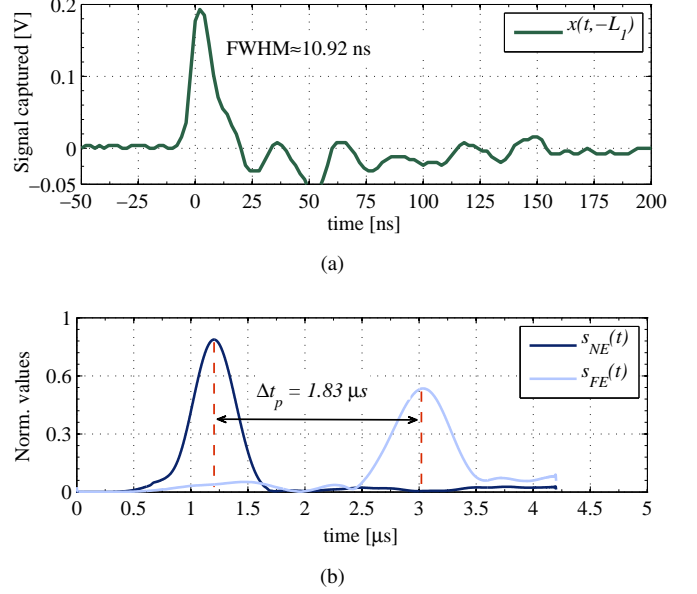 0.2
0.1
0
−0.05
Signal captured [V]
FWHM≈10.92 ns
x(t,−L₁)
−50 −25 0 25 50 75 100 125 150 175 200
time [ns]
(a)
1
0.6
0.3
0
Norm. values
Δt_p = 1.83 μs
s_NE(t)
s_FE(t)
0 0.5 1 1.5 2 2.5 3 3.5 4 4.5 5
time [μs]
(b)